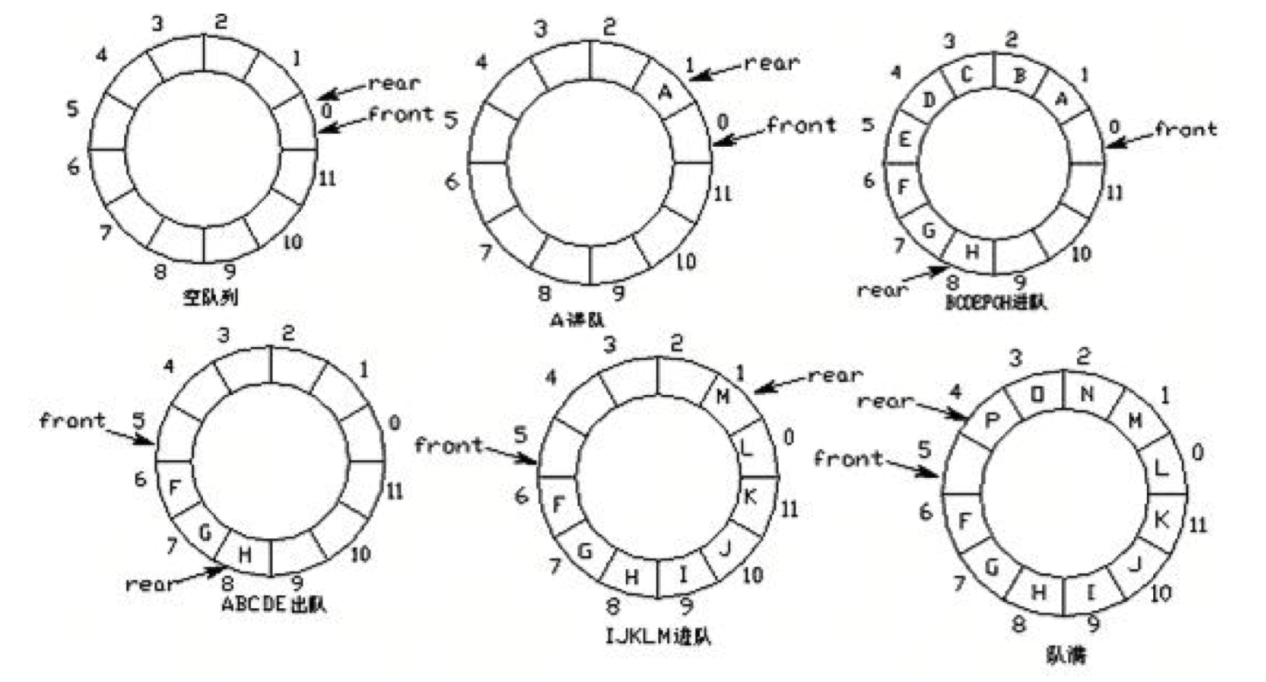 3 2
4 1
rear
5 0
front
6 11
7 10
8 9
空队列
3 2
4 1 rear
A
5 0
front
6 11
7 10
8 9
A进队
3 2
4 C B 1
D A
5 E 0 front
6 F 11
7 G H 10
rear 8 9
BCDEFGH进队
3 2
4 1
front 5 0
6 F 11
7 G H 10
rear 8 9
ABCDE出队
3 2
4 1 rear
M
front 5 L 0
6 F K 11
7 G H I J 10
8 9
IJKLM进队
3 2
4 O N 1
rear P M
front 5 L 0
6 F K 11
7 G H I J 10
8 9
队满